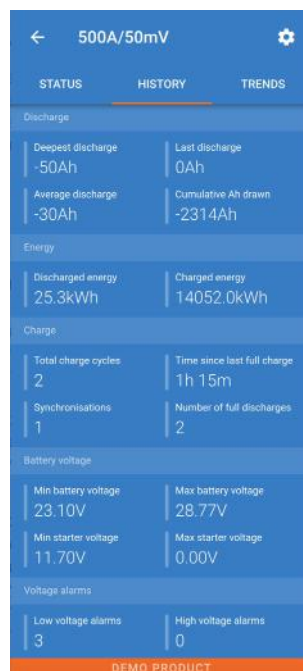 500A/50mV
STATUS HISTORY TRENDS
Discharge
Deepest discharge Last discharge
-50Ah 0Ah
Average discharge Cumulative Ah drawn
-30Ah -2314Ah
Energy
Discharged energy Charged energy
25.3kWh 14052.0kWh
Charge
Total charge cycles Time since last full charge
2 1h 15m
Synchronisations Number of full discharges
1 2
Battery voltage
Min battery voltage Max battery voltage
23.10V 28.77V
Min starter voltage Max starter voltage
11.70V 0.00V
Voltage alarms
Low voltage alarms High voltage alarms
3 0
DEMO PRODUCT